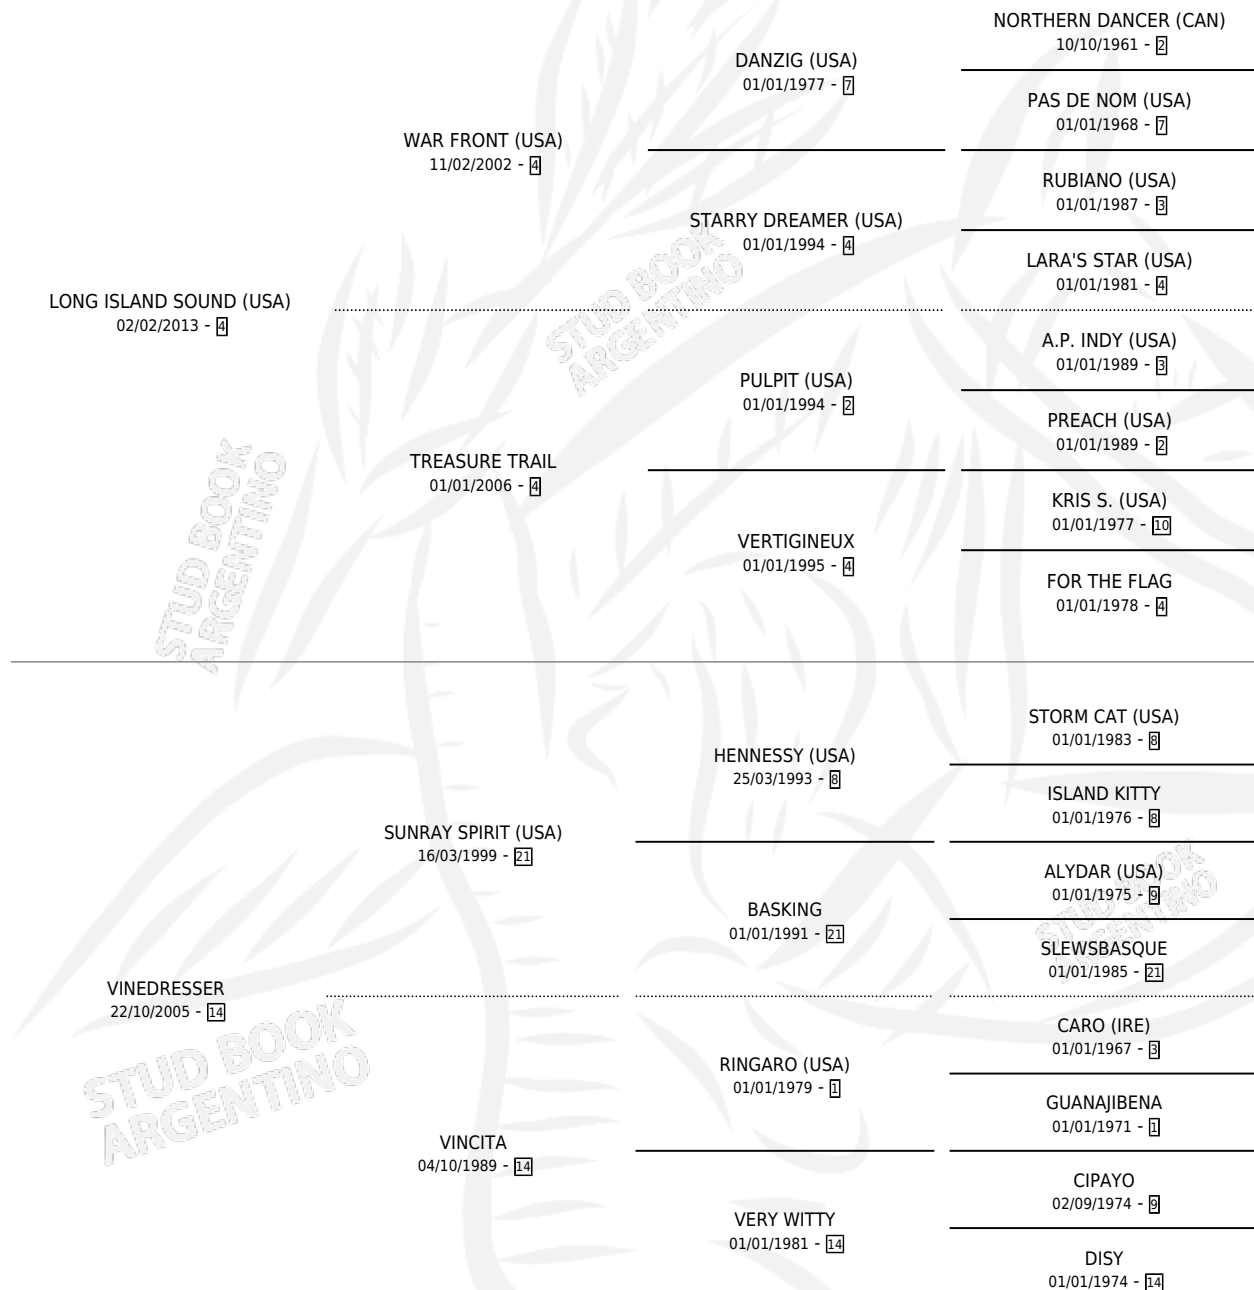 NORTHERN DANCER (CAN)
10/10/1961 - 2
DANZIG (USA)
01/01/1977 - 7
PAS DE NOM (USA)
01/01/1968 - 7
WAR FRONT (USA)
11/02/2002 - 4
RUBIANO (USA)
01/01/1987 - 3
STARRY DREAMER (USA)
01/01/1994 - 4
LARA'S STAR (USA)
01/01/1981 - 4
LONG ISLAND SOUND (USA)
02/02/2013 - 4
A.P. INDY (USA)
01/01/1989 - 3
PULPIT (USA)
01/01/1994 - 2
PREACH (USA)
01/01/1989 - 2
TREASURE TRAIL
01/01/2006 - 4
KRIS S. (USA)
01/01/1977 - 10
VERTIGINEUX
01/01/1995 - 4
FOR THE FLAG
01/01/1978 - 4
STORM CAT (USA)
01/01/1983 - 8
HENNESSY (USA)
25/03/1993 - 8
ISLAND KITTY
01/01/1976 - 8
SUNRAY SPIRIT (USA)
16/03/1999 - 21
ALYDAR (USA)
01/01/1975 - 9
BASKING
01/01/1991 - 21
SLEWSBASQUE
01/01/1985 - 21
VINEDRESSER
22/10/2005 - 14
CARO (IRE)
01/01/1967 - 3
RINGARO (USA)
01/01/1979 - 1
GUANAJIBENA
01/01/1971 - 1
VINCITA
04/10/1989 - 14
CIPAYO
02/09/1974 - 9
VERY WITTY
01/01/1981 - 14
DISY
01/01/1974 - 14
STUD BOOK
ARGENTINO
STUD BOOK
ARGENTINO
STUD BOOK
ARGENTINO
STUD BOOK
ARGENTINO